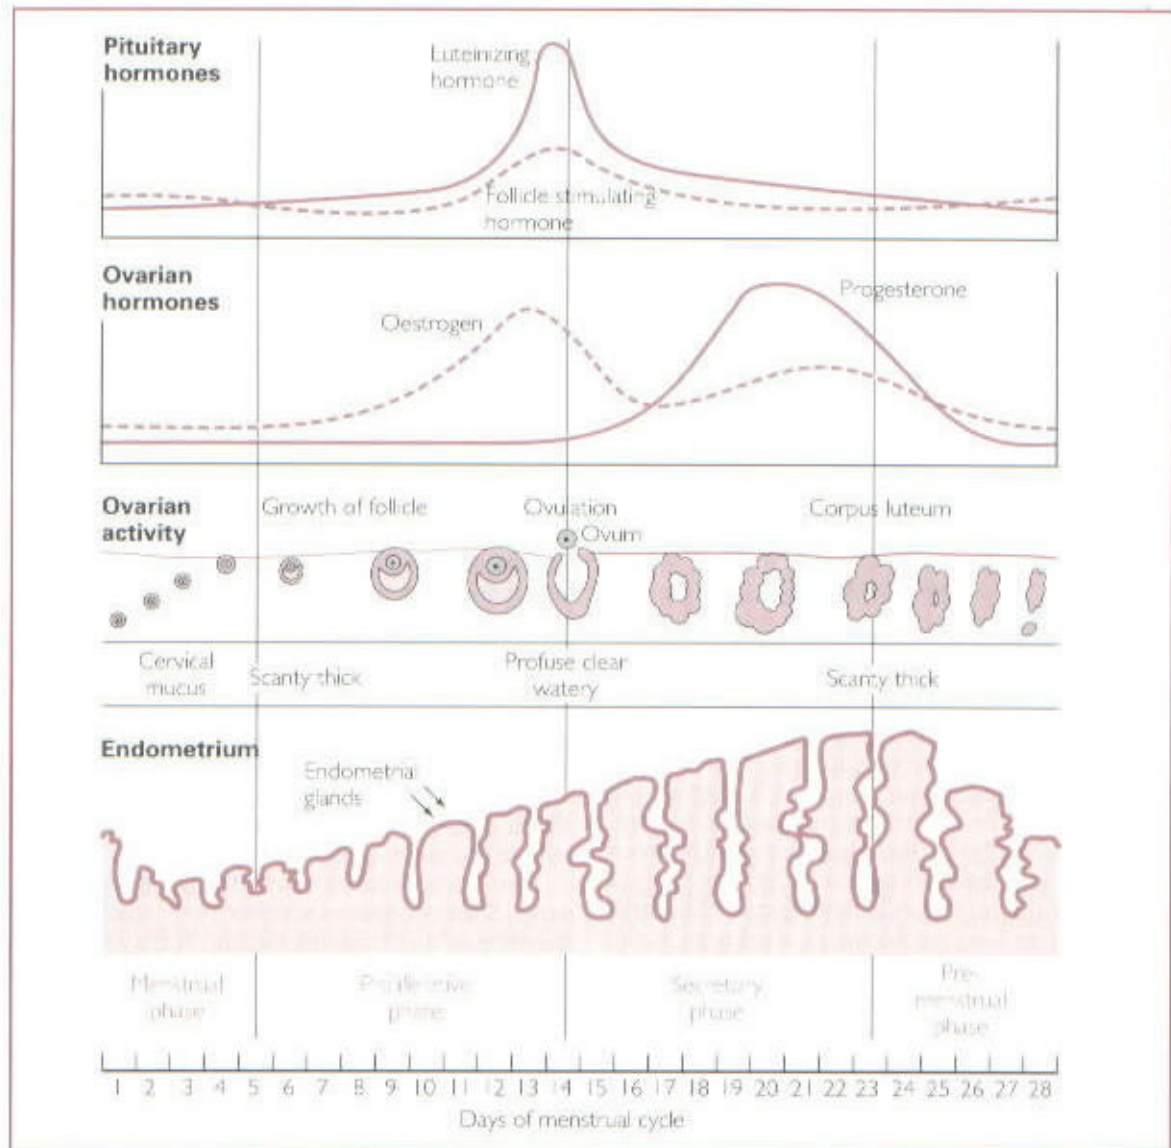 Pituitary
hormones
Luteinizing
hormone
Follicle stimulating
hormone
Ovarian
hormones
Oestrogen
Progesterone
Ovarian
activity
Growth of follicle
Ovulation
Ovum
Corpus luteum
Cervical
mucus
Scanty thick
Profuse clear
watery
Scanty thick
Endometrium
Endometrial
glands
Menstrual
phase
Proliferative
phase
Secretory
phase
Pre-
menstrual
phase
1 2 3 4 5 6 7 8 9 10 11 12 13 14 15 16 17 18 19 20 21 22 23 24 25 26 27 28
Days of menstrual cycle